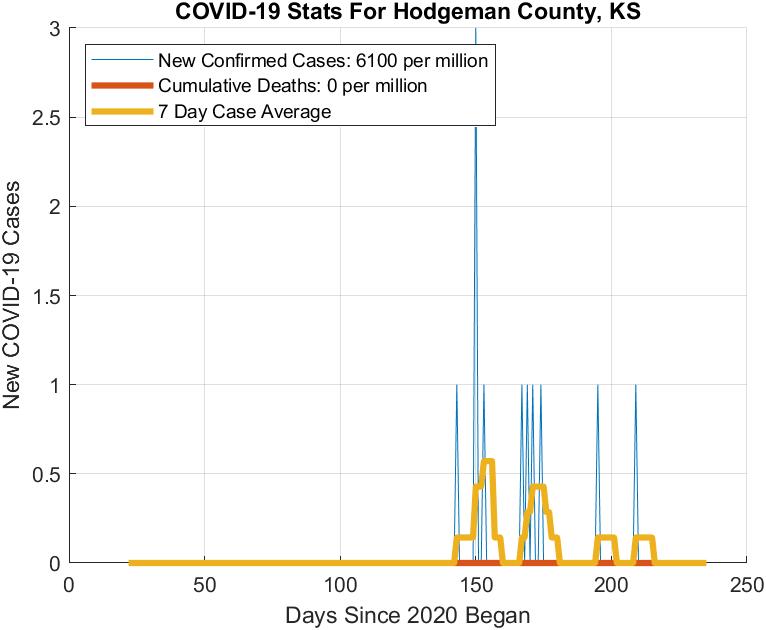 COVID-19 Stats For Hodgeman County, KS
3
New Confirmed Cases: 6100 per million
Cumulative Deaths: 0 per million
7 Day Case Average
2.5
2
1.5
1
0.5
0
New COVID-19 Cases
0 50 100 150 200 250
Days Since 2020 Began